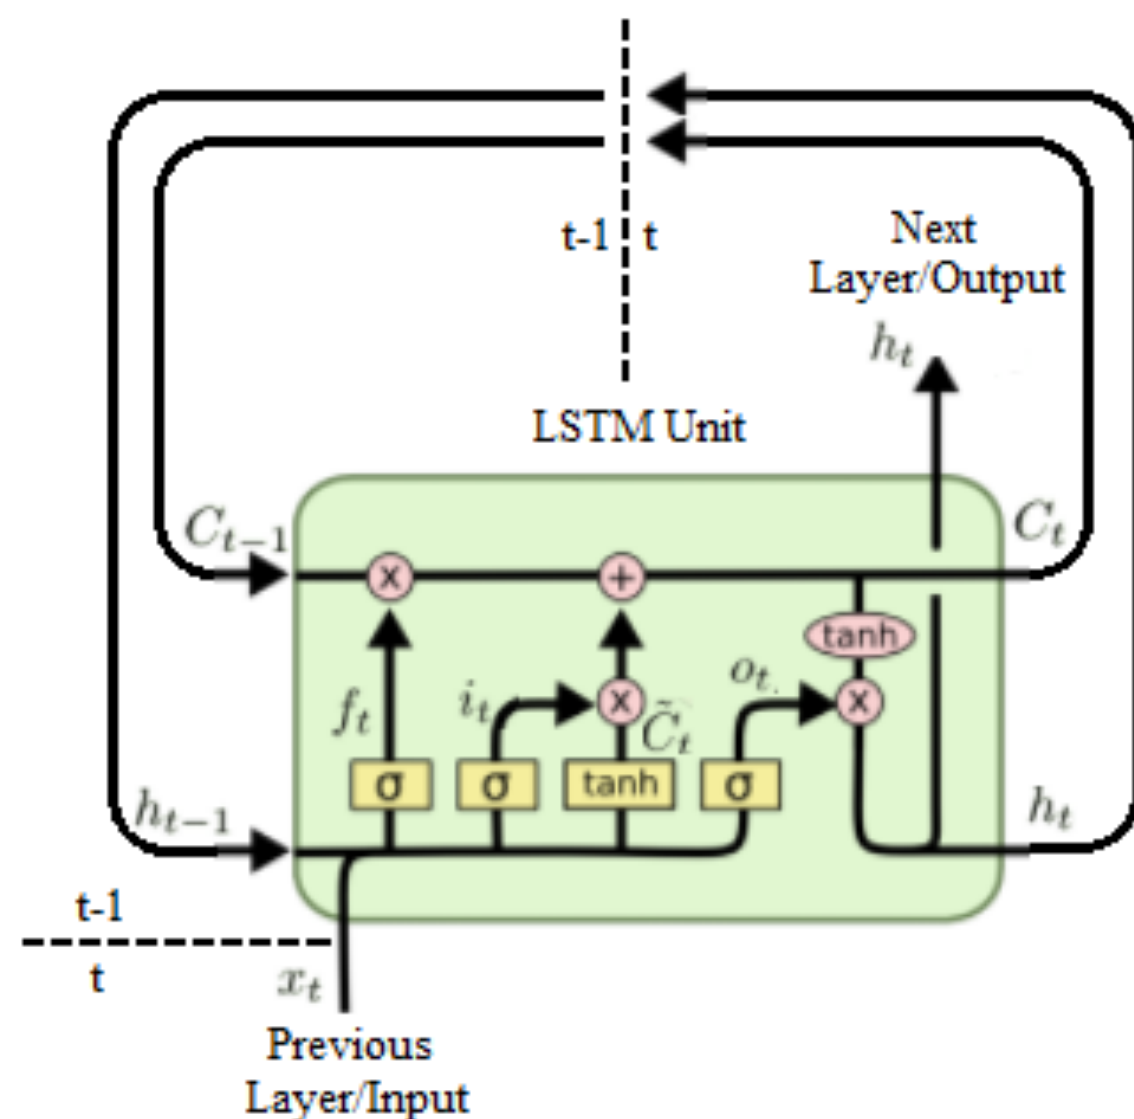 t-1 t
Next
Layer/Output
h_t
LSTM Unit
C_{t-1}
C_t
x
+
tanh
f_t
i_t
x
o_t
x
C̃_t
σ
σ
tanh
σ
h_{t-1}
h_t
t-1
t
x_t
Previous
Layer/Input